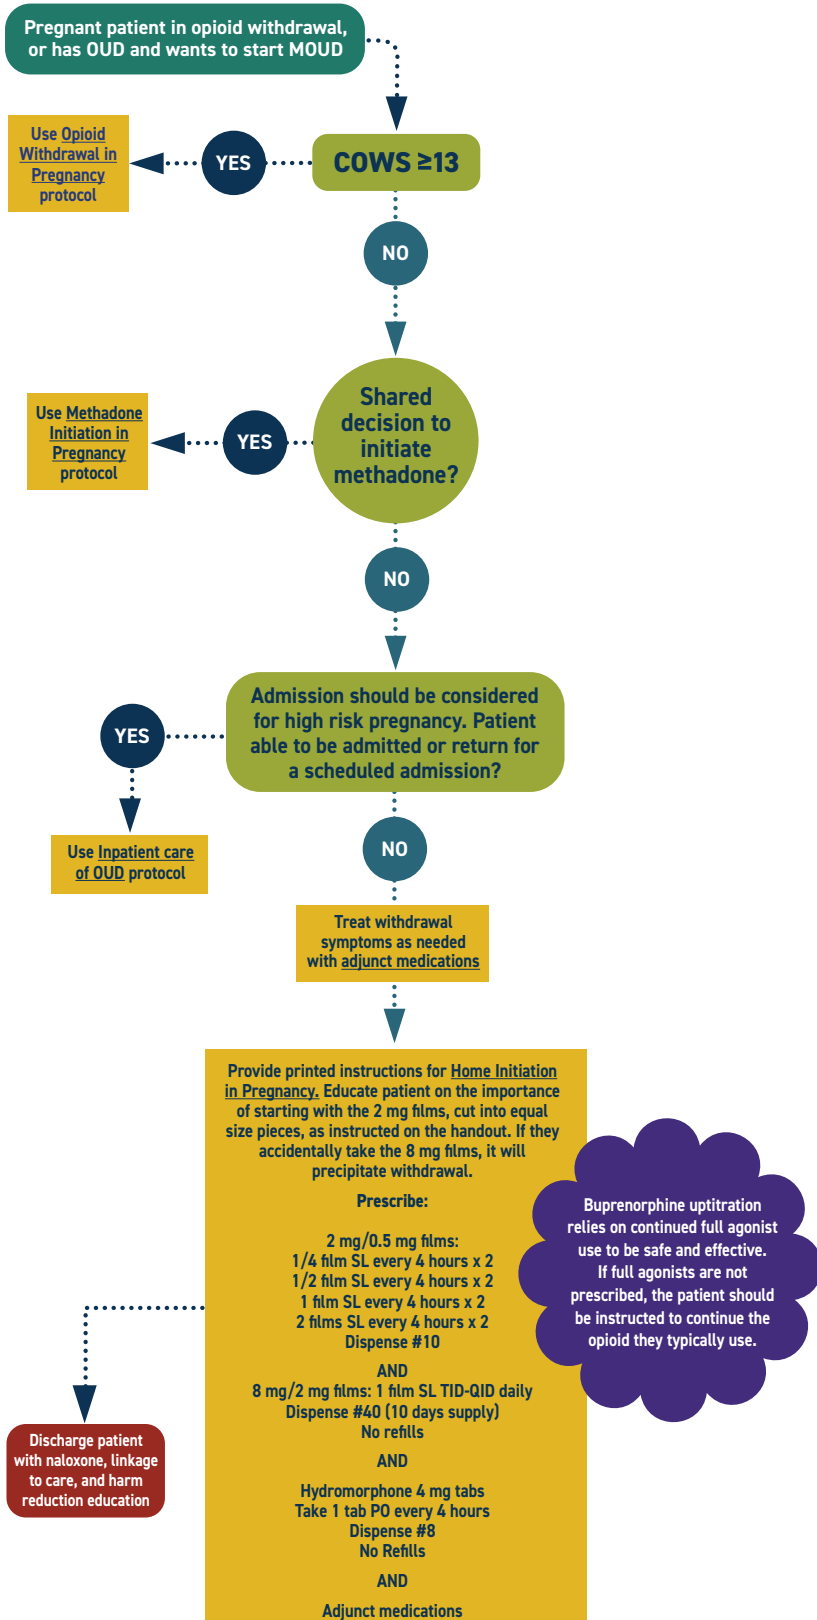 Pregnant patient in opioid withdrawal,
or has OUD and wants to start MOUD
COWS ≥13
YES
Use Opioid
Withdrawal in
Pregnancy
protocol
NO
Shared
decision to
initiate
methadone?
YES
Use Methadone
Initiation in
Pregnancy
protocol
NO
Admission should be considered
for high risk pregnancy. Patient
able to be admitted or return for
a scheduled admission?
YES
Use Inpatient care
of OUD protocol
NO
Treat withdrawal
symptoms as needed
with adjunct medications
Provide printed instructions for Home Initiation
in Pregnancy. Educate patient on the importance
of starting with the 2 mg films, cut into equal
size pieces, as instructed on the handout. If they
accidentally take the 8 mg films, it will
precipitate withdrawal.
Prescribe:
2 mg/0.5 mg films:
1/4 film SL every 4 hours x 2
1/2 film SL every 4 hours x 2
1 film SL every 4 hours x 2
2 films SL every 4 hours x 2
Dispense #10
AND
8 mg/2 mg films: 1 film SL TID-QID daily
Dispense #40 (10 days supply)
No refills
AND
Hydromorphone 4 mg tabs
Take 1 tab PO every 4 hours
Dispense #8
No Refills
AND
Adjunct medications
Buprenorphine uptitration
relies on continued full agonist
use to be safe and effective.
If full agonists are not
prescribed, the patient should
be instructed to continue the
opioid they typically use.
Discharge patient
with naloxone, linkage
to care, and harm
reduction education